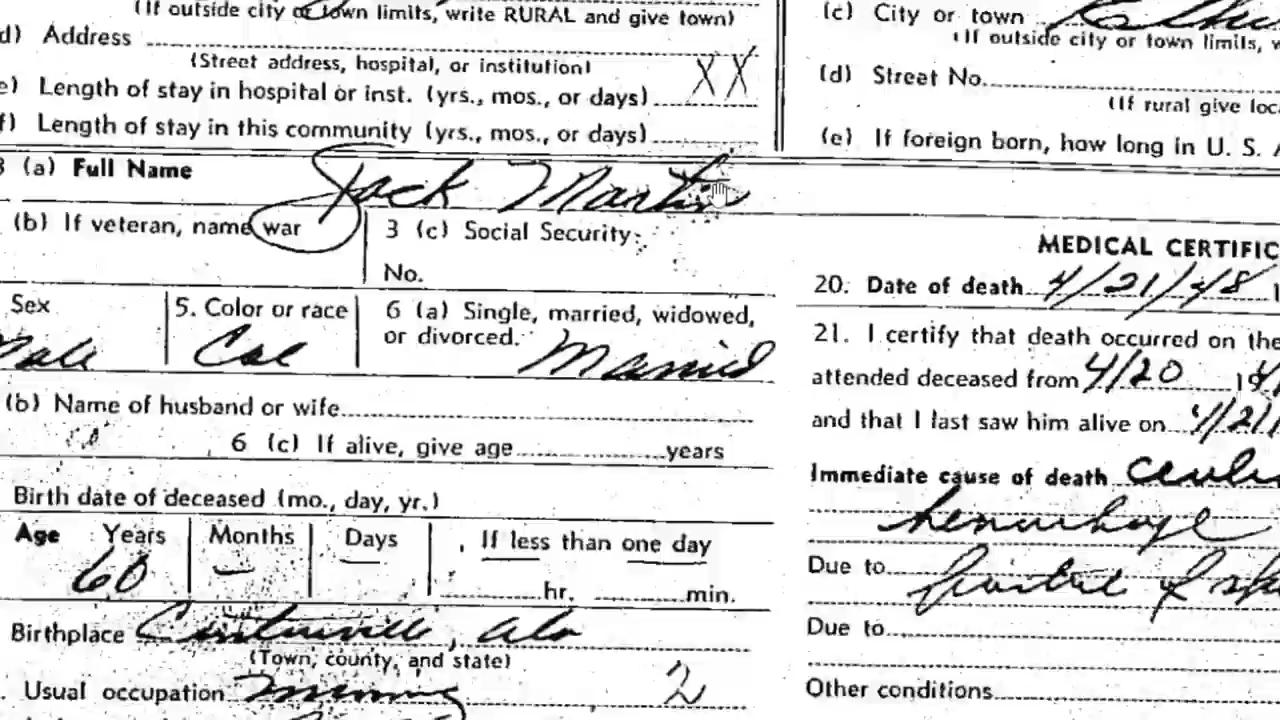 (If outside city or town limits, write RURAL and give town)
d) Address
(Street address, hospital, or institution)
e) Length of stay in hospital or inst. (yrs., mos., or days) XX
f) Length of stay in this community (yrs., mos., or days)
3 (a) Full Name Jack Martin
(b) If veteran, name war
3 (c) Social Security
No.
Sex
Male
5. Color or race
Col
6 (a) Single, married, widowed,
or divorced. Married
(b) Name of husband or wife
6 (c) If alive, give age years
Birth date of deceased (mo., day, yr.)
Age Years Months Days If less than one day
60 — — hr. min.
Birthplace Centreville, Ala
(Town, county, and state)
Usual occupation mining 2
(c) City or town
(If outside city or town limits, w
(d) Street No.
(If rural give loc
(e) If foreign born, how long in U. S. A
MEDICAL CERTIFIC
20. Date of death 4/21/48 1
21. I certify that death occurred on the
attended deceased from 4/20 19
and that I last saw him alive on 4/21
Immediate cause of death
hemorhage
Due to
Due to
Other conditions